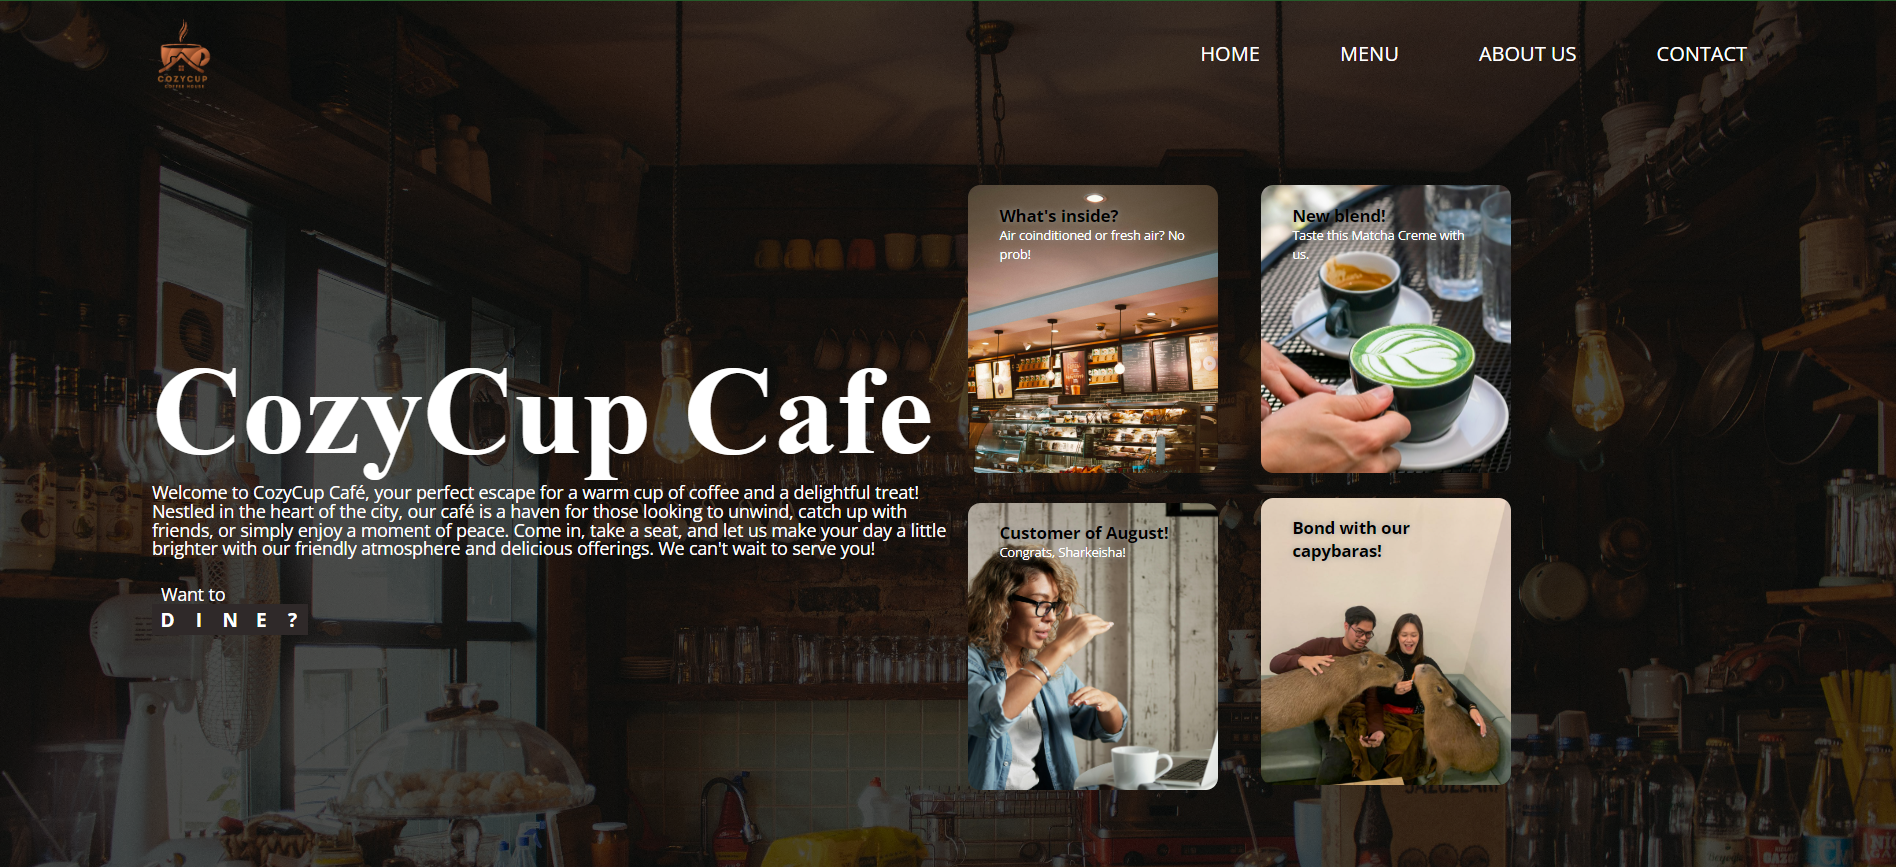 COZYCUP
COFFEE HOUSE
HOME
MENU
ABOUT US
CONTACT
CozyCup Cafe
Welcome to CozyCup Café, your perfect escape for a warm cup of coffee and a delightful treat!
Nestled in the heart of the city, our café is a haven for those looking to unwind, catch up with
friends, or simply enjoy a moment of peace. Come in, take a seat, and let us make your day a little
brighter with our friendly atmosphere and delicious offerings. We can't wait to serve you!
Want to
D I N E ?
What's inside?
Air coinditioned or fresh air? No
prob!
New blend!
Taste this Matcha Creme with
us.
Customer of August!
Congrats, Sharkeisha!
Bond with our
capybaras!